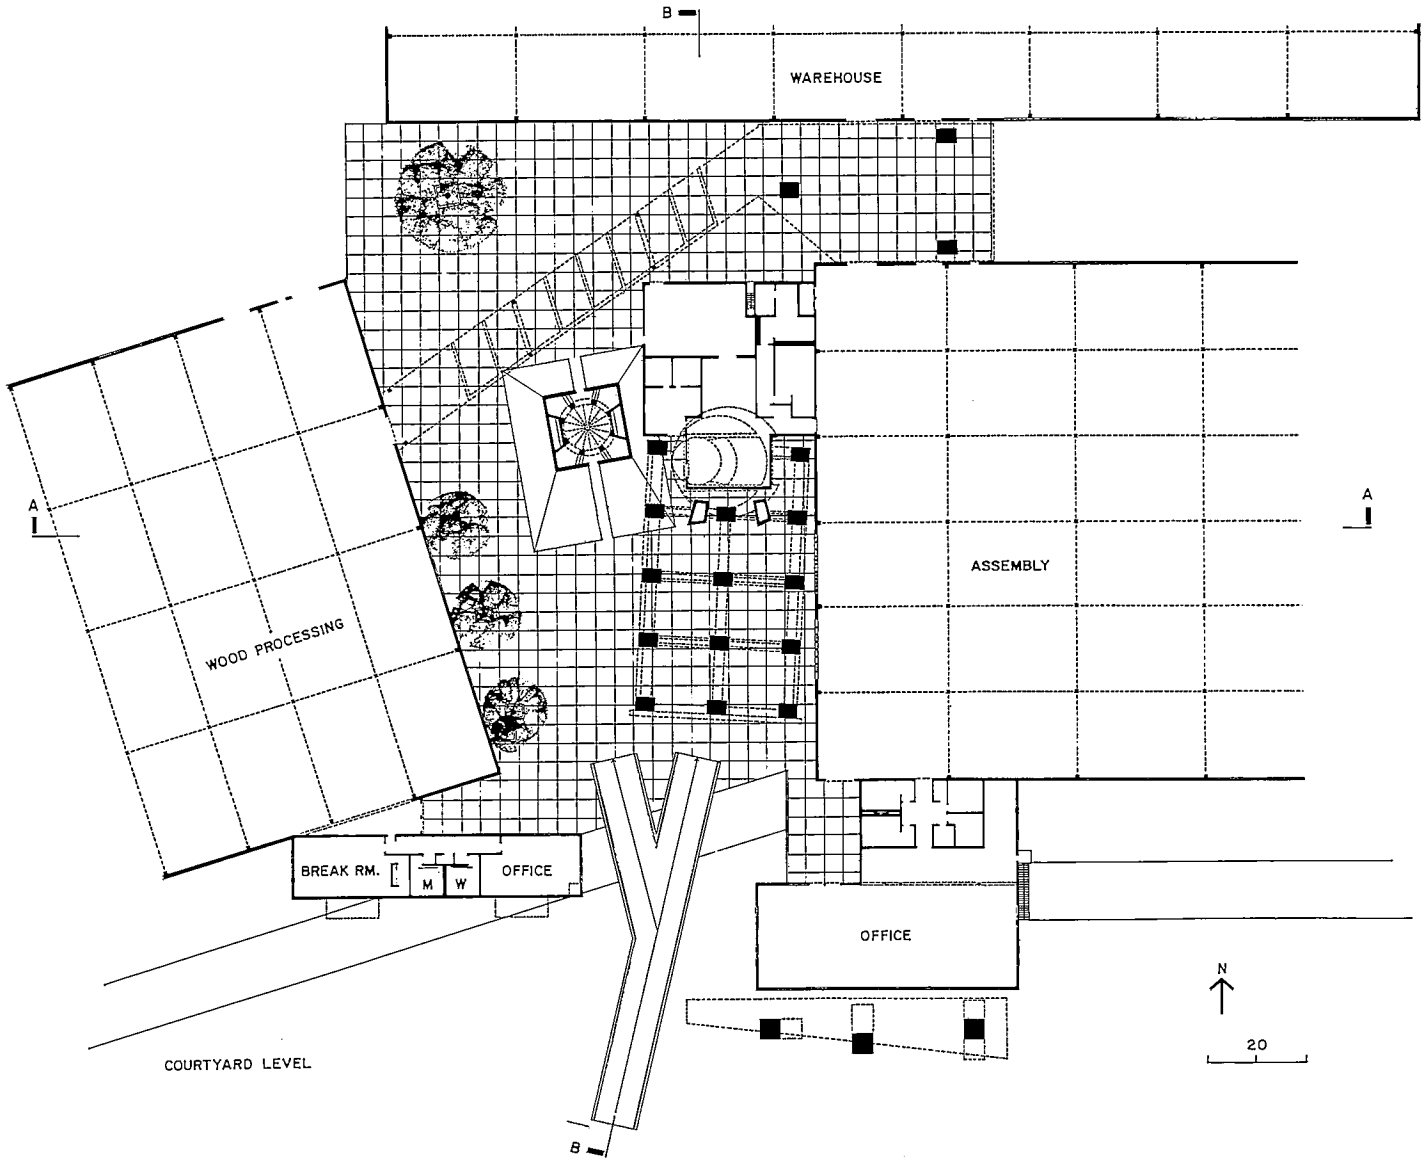 B
WAREHOUSE
A
A
ASSEMBLY
WOOD PROCESSING
BREAK RM.
M
W
OFFICE
OFFICE
N
20
COURTYARD LEVEL
B